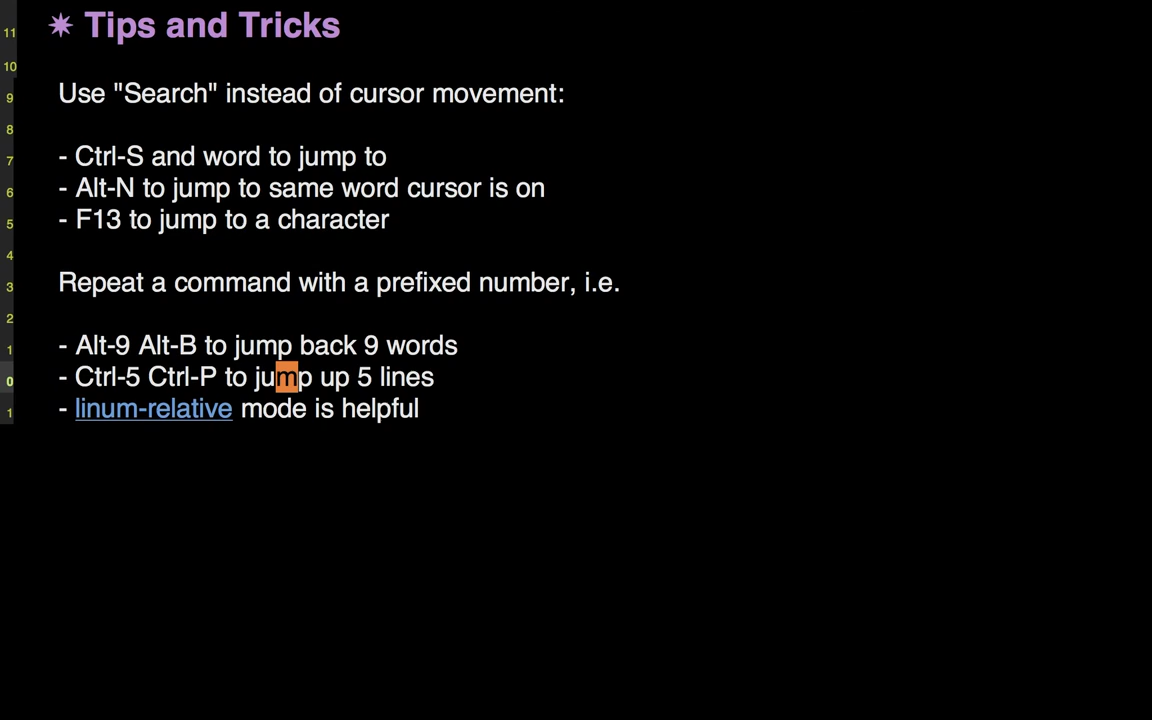 11 ✷ Tips and Tricks
10
9 Use "Search" instead of cursor movement:
8
7 - Ctrl-S and word to jump to
6 - Alt-N to jump to same word cursor is on
5 - F13 to jump to a character
4
3 Repeat a command with a prefixed number, i.e.
2
1 - Alt-9 Alt-B to jump back 9 words
0 - Ctrl-5 Ctrl-P to jump up 5 lines
1 - linum-relative mode is helpful